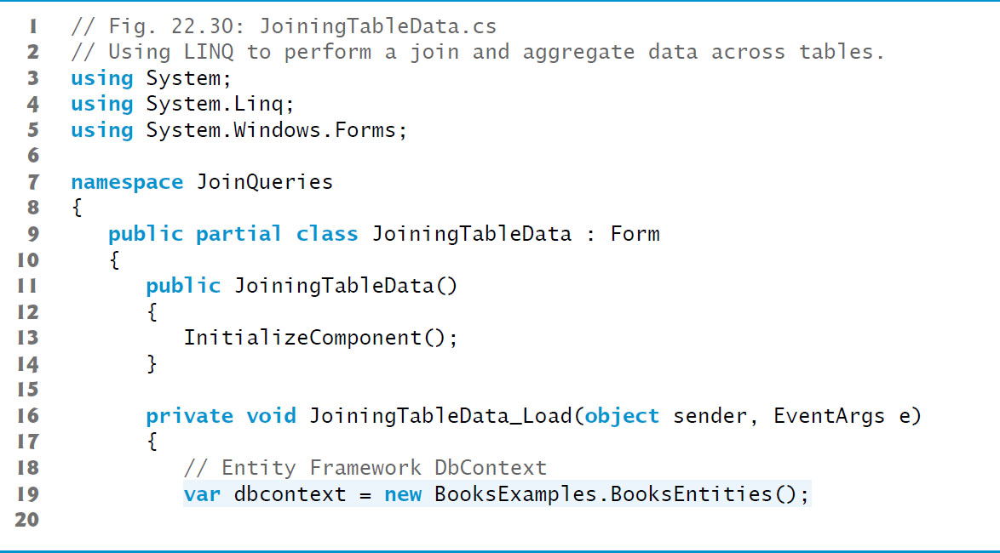 1 // Fig. 22.30: JoiningTableData.cs
2 // Using LINQ to perform a join and aggregate data across tables.
3 using System;
4 using System.Linq;
5 using System.Windows.Forms;
6
7 namespace JoinQueries
8 {
9 public partial class JoiningTableData : Form
10 {
11 public JoiningTableData()
12 {
13 InitializeComponent();
14 }
15
16 private void JoiningTableData_Load(object sender, EventArgs e)
17 {
18 // Entity Framework DbContext
19 var dbcontext = new BooksExamples.BooksEntities();
20